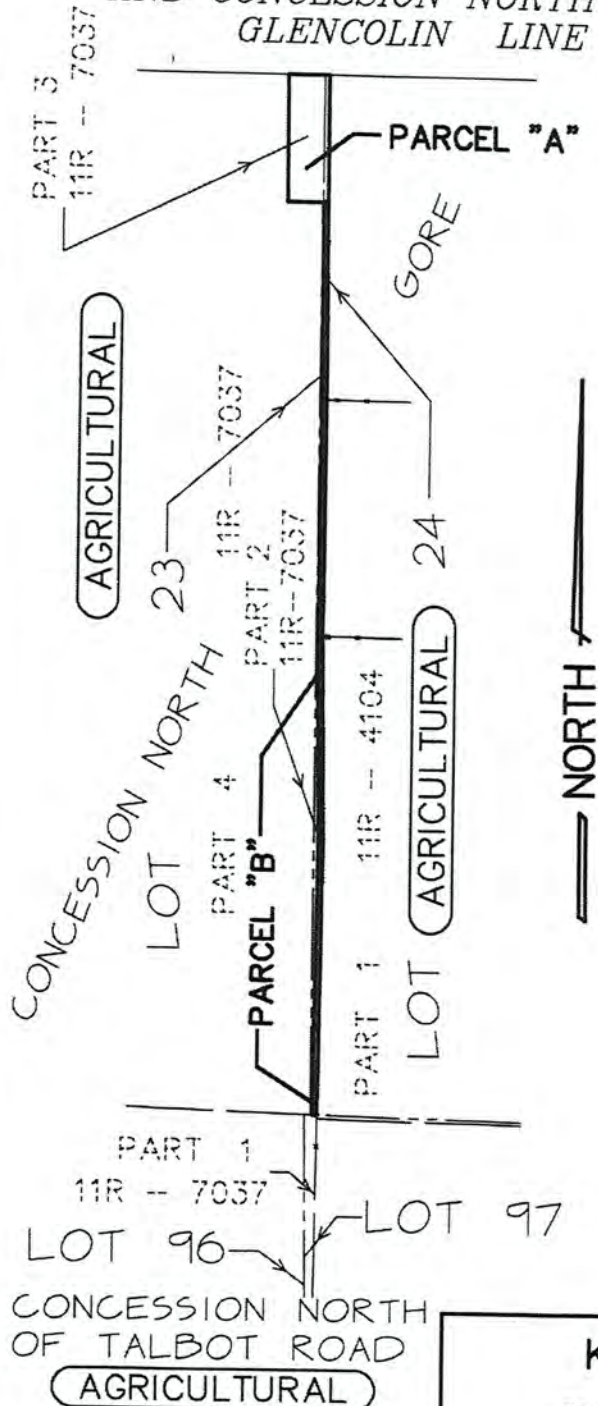 CONCESSION NORTH
GLENCOLIN LINE
PART 3
11R -- 7037
PARCEL "A"
GORE
AGRICULTURAL
23
11R -- 7037
PART 2
11R--7037
24
CONCESSION NORTH
LOT
PART 4
PARCEL "B"
PART 1 11R -- 4104
LOT
AGRICULTURAL
NORTH
PART 1
11R -- 7037
LOT 96
LOT 97
CONCESSION NORTH
OF TALBOT ROAD
AGRICULTURAL
K